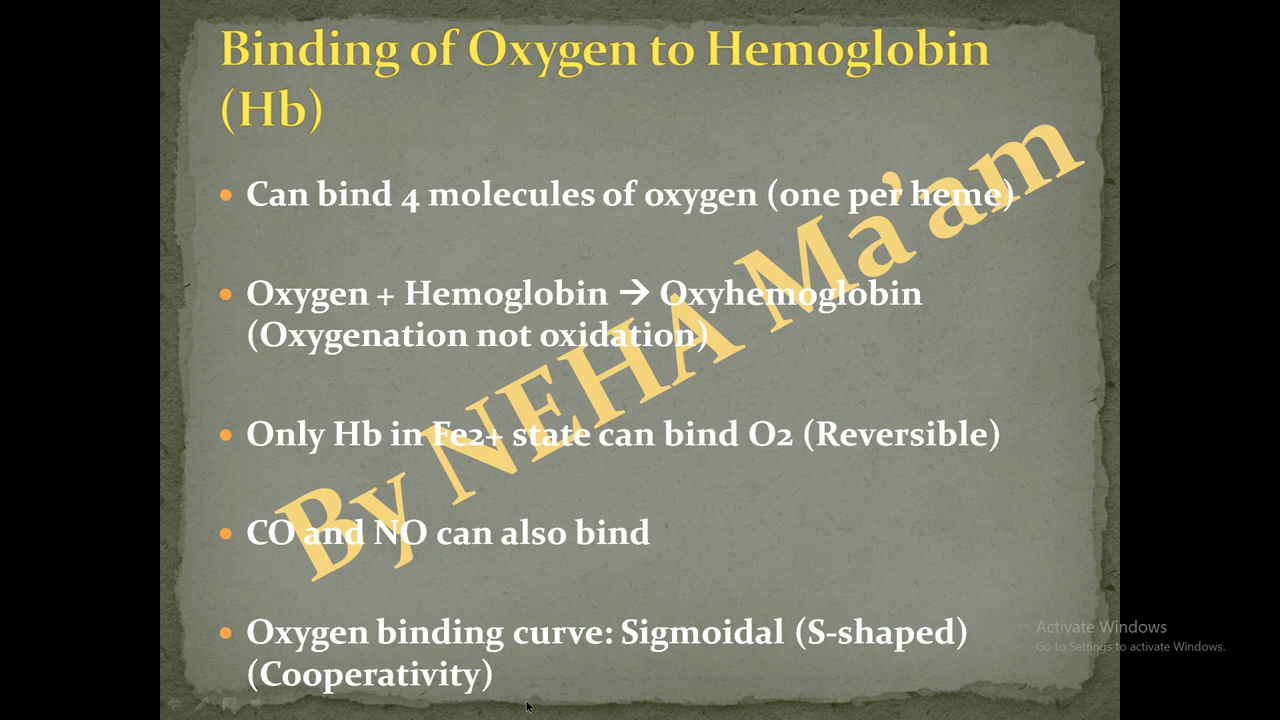 Binding of Oxygen to Hemoglobin
(Hb)
• Can bind 4 molecules of oxygen (one per heme)
• Oxygen + Hemoglobin → Oxyhemoglobin
(Oxygenation not oxidation)
• Only Hb in Fe2+ state can bind O2 (Reversible)
• CO and NO can also bind
• Oxygen binding curve: Sigmoidal (S-shaped)
(Cooperativity)
By NEHA Ma'am
Activate Windows
Go to Settings to activate Windows.